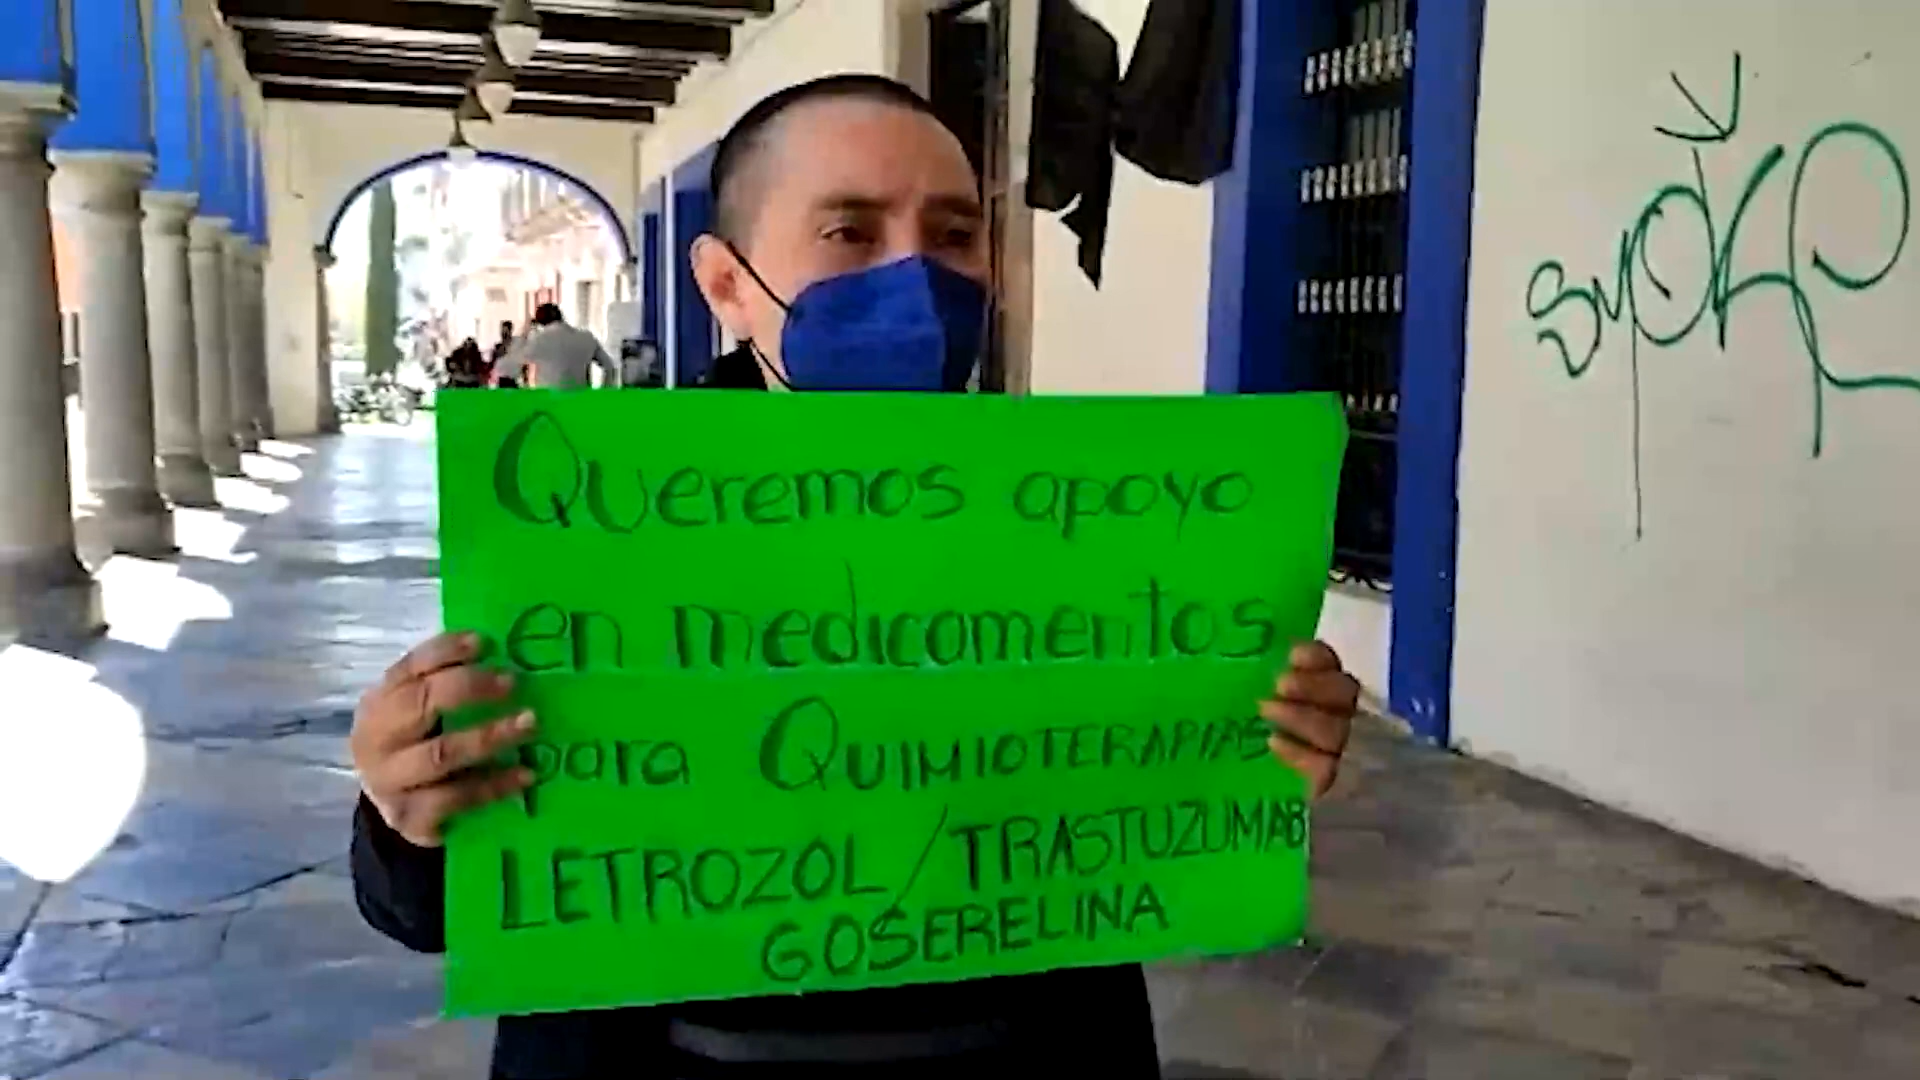 Queremos apoyo
en medicamentos
para QUIMIOTERAPIAS
LETROZOL/TRASTUZUMAB
GOSERELINA